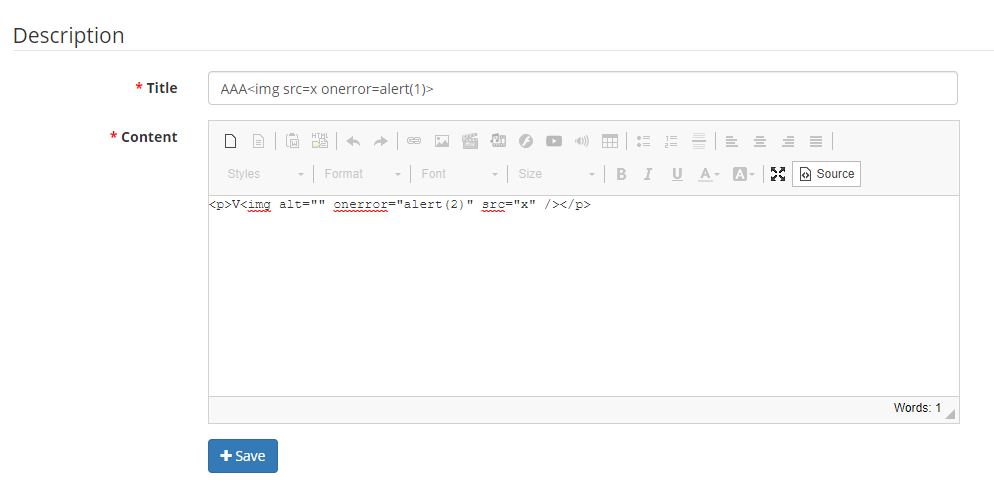 Description
* Title
AAA<img src=x onerror=alert(1)>
* Content
HTML
Styles Format Font Size B I U A A Source
<p>V<img alt="" onerror="alert(2)" src="x" /></p>
Words: 1
Save